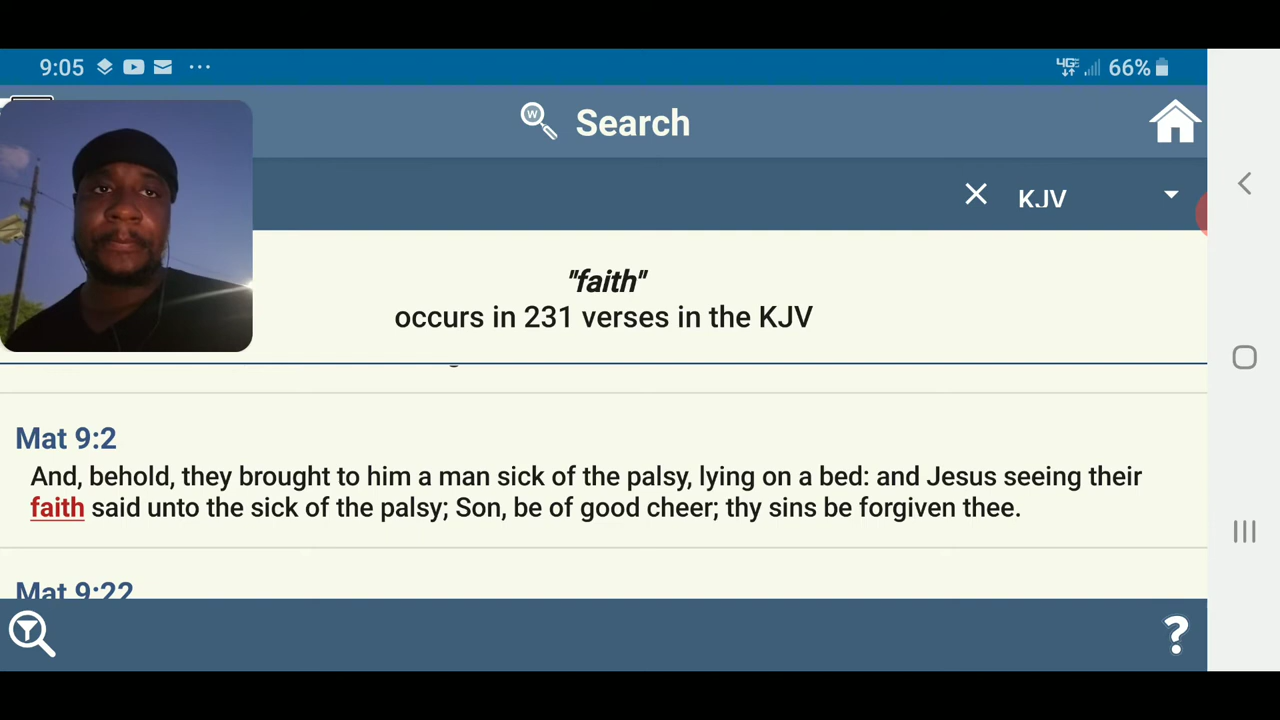 9:05 ... 4GE 66%
W Search
KJV
"faith"
occurs in 231 verses in the KJV
Mat 9:2
And, behold, they brought to him a man sick of the palsy, lying on a bed: and Jesus seeing their
faith said unto the sick of the palsy; Son, be of good cheer; thy sins be forgiven thee.
Mat 9:22
?